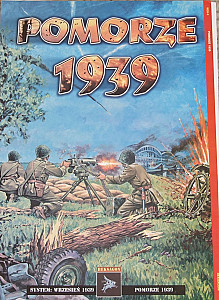 POMORZE
1939
SYSTEM: WRZESIEŃ 1939
POMORZE 1939